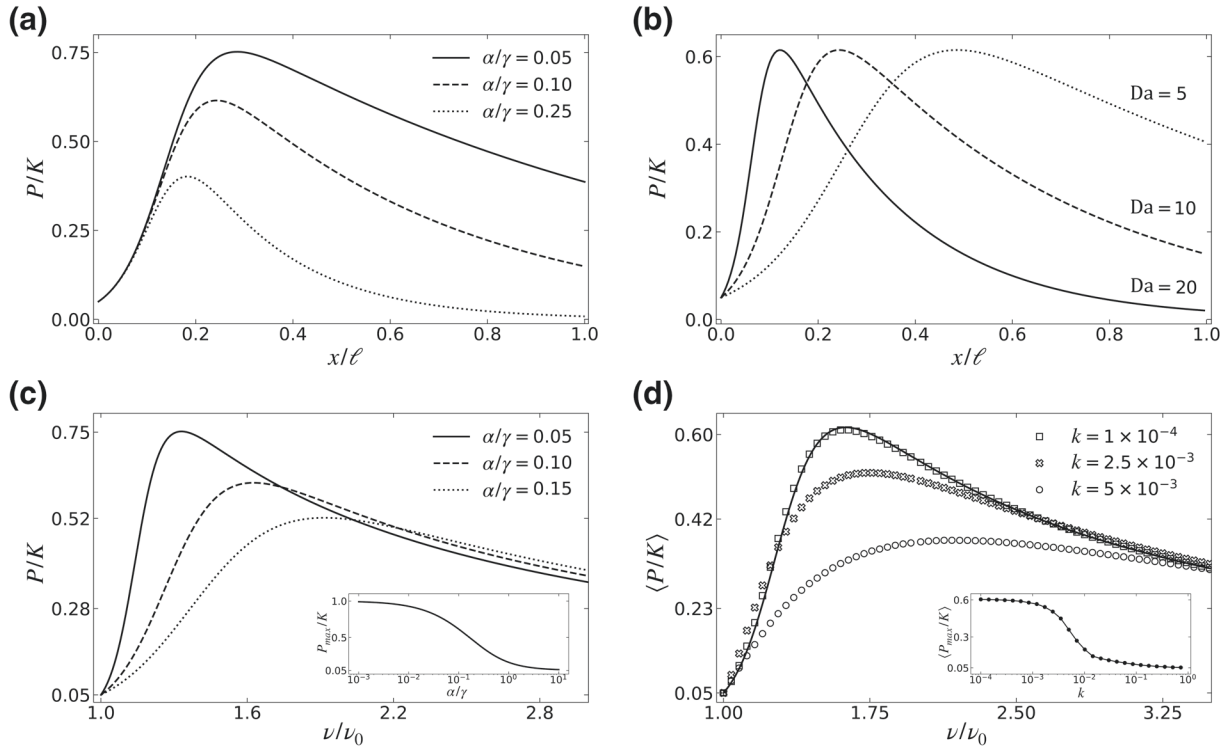 (a)
P/K
0.75
0.50
0.25
0.00
α/γ = 0.05
α/γ = 0.10
α/γ = 0.25
0.0 0.2 0.4 0.6 0.8 1.0
x/ℓ
(b)
P/K
0.6
0.4
0.2
0.0
Da = 5
Da = 10
Da = 20
0.0 0.2 0.4 0.6 0.8 1.0
x/ℓ
(c)
P/K
0.75
0.52
0.28
0.05
α/γ = 0.05
α/γ = 0.10
α/γ = 0.15
P_max/K
1.0
0.5
0.05
10⁻³ 10⁻² 10⁻¹ 10⁰ 10¹
α/γ
1.0 1.6 2.2 2.8
ν/ν₀
(d)
⟨P/K⟩
0.60
0.42
0.23
0.05
k = 1 × 10⁻⁴
k = 2.5 × 10⁻³
k = 5 × 10⁻³
⟨P_max/K⟩
0.6
0.3
0.05
10⁻⁴ 10⁻³ 10⁻² 10⁻¹ 10⁰
k
1.00 1.75 2.50 3.25
ν/ν₀